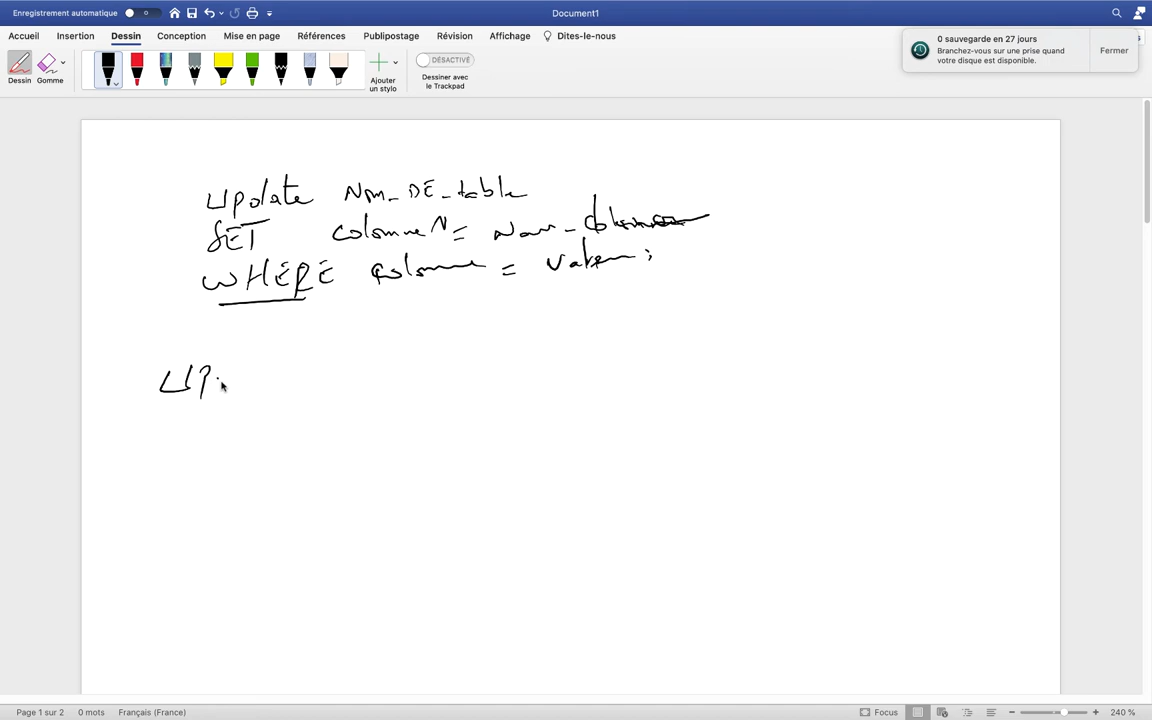 Enregistrement automatique Document1
Accueil Insertion Dessin Conception Mise en page Références Publipostage Révision Affichage Dites-le-nous
0 sauvegarde en 27 jours
Branchez-vous sur une prise quand
votre disque est disponible.
Fermer
Dessin Gomme Ajouter
un stylo
DÉSACTIVÉ
Dessiner avec
le Trackpad
Update Nom_DE_table
SET colonne N =
WHERE colonne = valeur ;
UP
Page 1 sur 2 0 mots Français (France) Focus 240 %